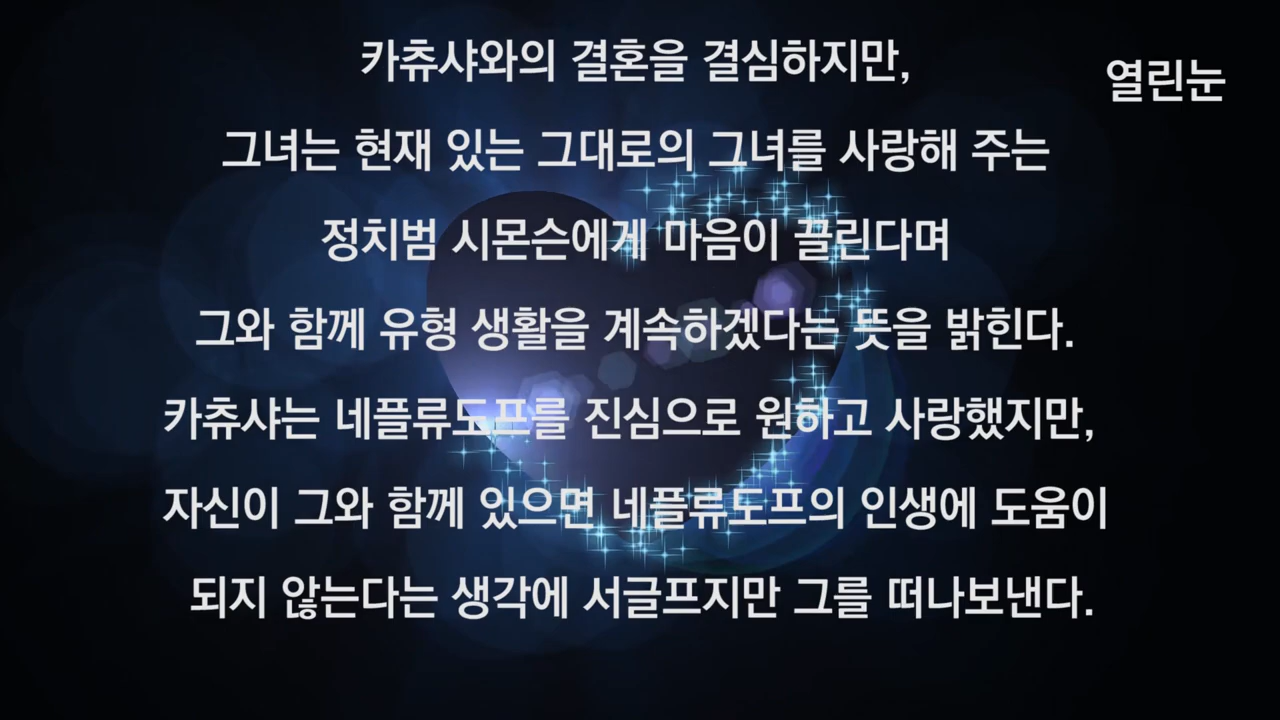 카츄샤와의 결혼을 결심하지만,
열린눈
그녀는 현재 있는 그대로의 그녀를 사랑해 주는
정치범 시몬슨에게 마음이 끌린다며
그와 함께 유형 생활을 계속하겠다는 뜻을 밝힌다.
카츄샤는 네플류도프를 진심으로 원하고 사랑했지만,
자신이 그와 함께 있으면 네플류도프의 인생에 도움이
되지 않는다는 생각에 서글프지만 그를 떠나보낸다.